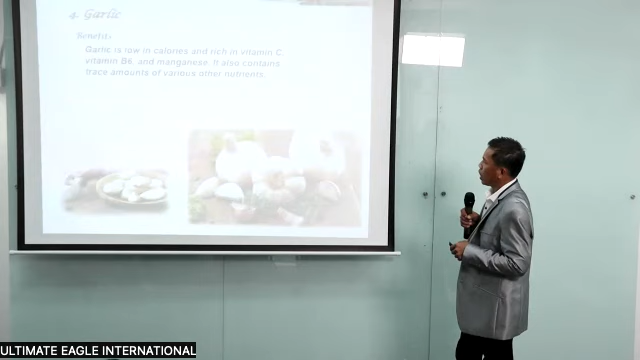 4. Garlic
Benefits
Garlic is low in calories and rich in vitamin C,
vitamin B6, and manganese. It also contains
trace amounts of various other nutrients.
ULTIMATE EAGLE INTERNATIONAL